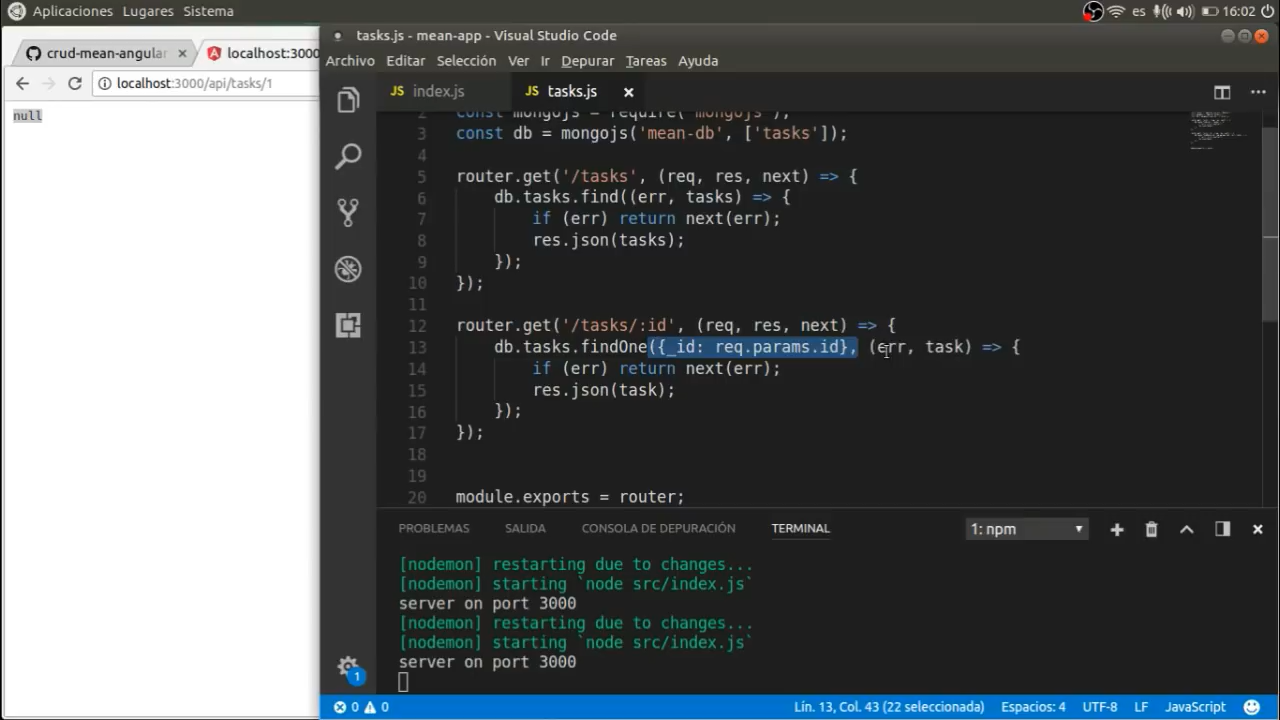 Aplicaciones Lugares Sistema
es 16:02
tasks.js - mean-app - Visual Studio Code
crud-mean-angular
localhost:3000
localhost:3000/api/tasks/1
null
Archivo Editar Selección Ver Ir Depurar Tareas Ayuda
JS index.js JS tasks.js
2 const mongojs = require('mongojs');
3 const db = mongojs('mean-db', ['tasks']);
4
5 router.get('/tasks', (req, res, next) => {
6 db.tasks.find((err, tasks) => {
7 if (err) return next(err);
8 res.json(tasks);
9 });
10 });
11
12 router.get('/tasks/:id', (req, res, next) => {
13 db.tasks.findOne({_id: req.params.id}, (err, task) => {
14 if (err) return next(err);
15 res.json(task);
16 });
17 });
18
19
20 module.exports = router;
PROBLEMAS SALIDA CONSOLA DE DEPURACIÓN TERMINAL 1: npm
[nodemon] restarting due to changes...
[nodemon] starting `node src/index.js`
server on port 3000
[nodemon] restarting due to changes...
[nodemon] starting `node src/index.js`
server on port 3000
1
0 0 Lín. 13, Col. 43 (22 seleccionada) Espacios: 4 UTF-8 LF JavaScript